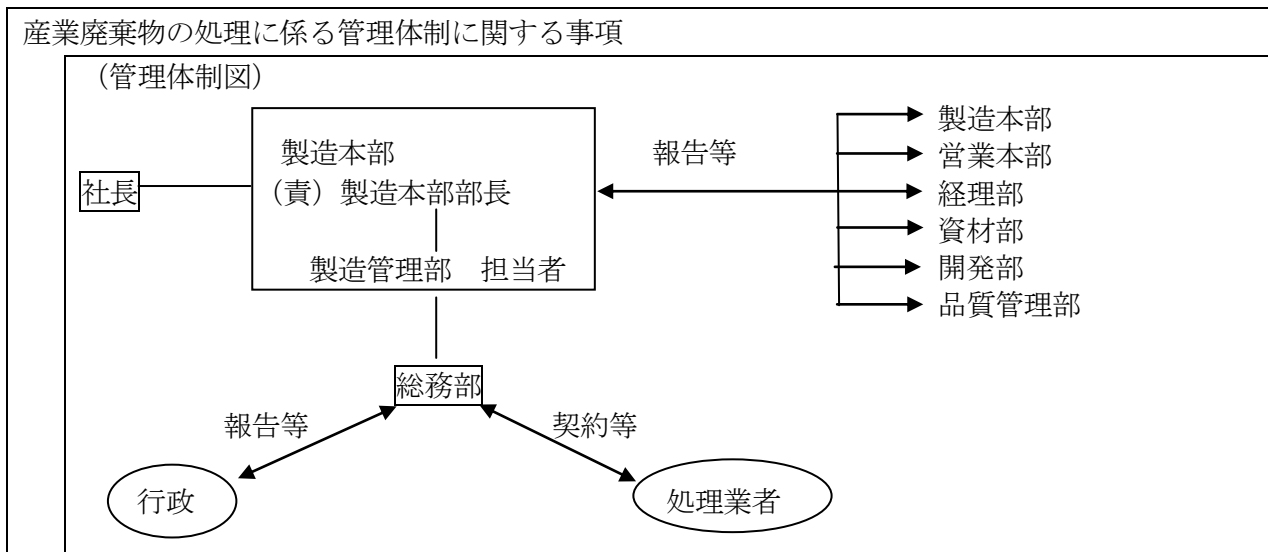 産業廃棄物の処理に係る管理体制に関する事項
（管理体制図）
製造本部
社長
（責）製造本部部長
製造管理部　担当者
報告等
製造本部
営業本部
経理部
資材部
開発部
品質管理部
総務部
報告等
契約等
行政
処理業者